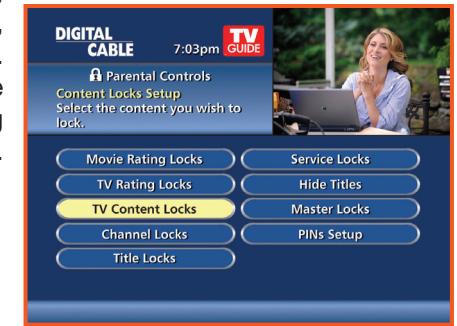 DIGITAL
CABLE
7:03pm
TV
GUIDE
Parental Controls
Content Locks Setup
Select the content you wish to
lock.
Movie Rating Locks
Service Locks
TV Rating Locks
Hide Titles
TV Content Locks
Master Locks
Channel Locks
PINs Setup
Title Locks